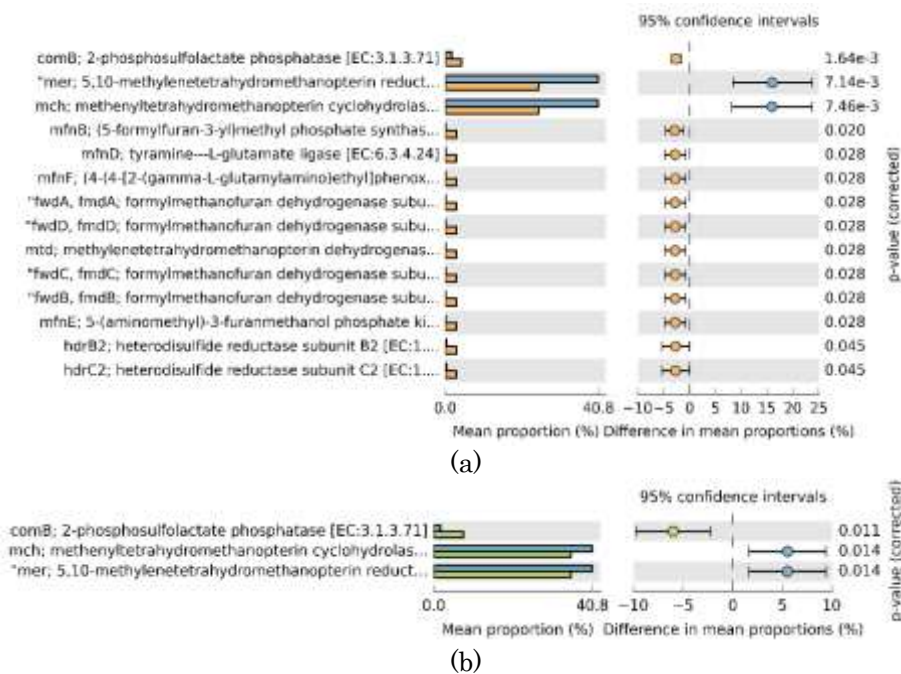 95% confidence intervals
comB; 2-phosphosulfolactate phosphatase [EC:3.1.3.71] 1.64e-3
"mer; 5,10-methylenetetrahydromethanopterin reduct... 7.14e-3
mch; methenyltetrahydromethanopterin cyclohydrolas... 7.46e-3
mfnB; (5-formylfuran-3-yl)methyl phosphate synthas... 0.020
mfnD; tyramine---L-glutamate ligase [EC:6.3.4.24] 0.028
mfnF; (4-{4-[2-(gamma-L-glutamylamino)ethyl]phenox... 0.028
"fwdA, fmdA; formylmethanofuran dehydrogenase subu... 0.028
"fwdD, fmdD; formylmethanofuran dehydrogenase subu... 0.028
mtd; methylenetetrahydromethanopterin dehydrogenas... 0.028
"fwdC, fmdC; formylmethanofuran dehydrogenase subu... 0.028
"fwdB, fmdB; formylmethanofuran dehydrogenase subu... 0.028
mfnE; 5-(aminomethyl)-3-furanmethanol phosphate ki... 0.028
hdrB2; heterodisulfide reductase subunit B2 [EC:1.... 0.045
hdrC2; heterodisulfide reductase subunit C2 [EC:1.... 0.045
p-value (corrected)
0.0 40.8 −10 −5 0 5 10 15 20 25
Mean proportion (%) Difference in mean proportions (%)
(a)
95% confidence intervals
comB; 2-phosphosulfolactate phosphatase [EC:3.1.3.71] 0.011
mch; methenyltetrahydromethanopterin cyclohydrolas... 0.014
"mer; 5,10-methylenetetrahydromethanopterin reduct... 0.014
p-value (corrected)
0.0 40.8 −10 −5 0 5 10
Mean proportion (%) Difference in mean proportions (%)
(b)